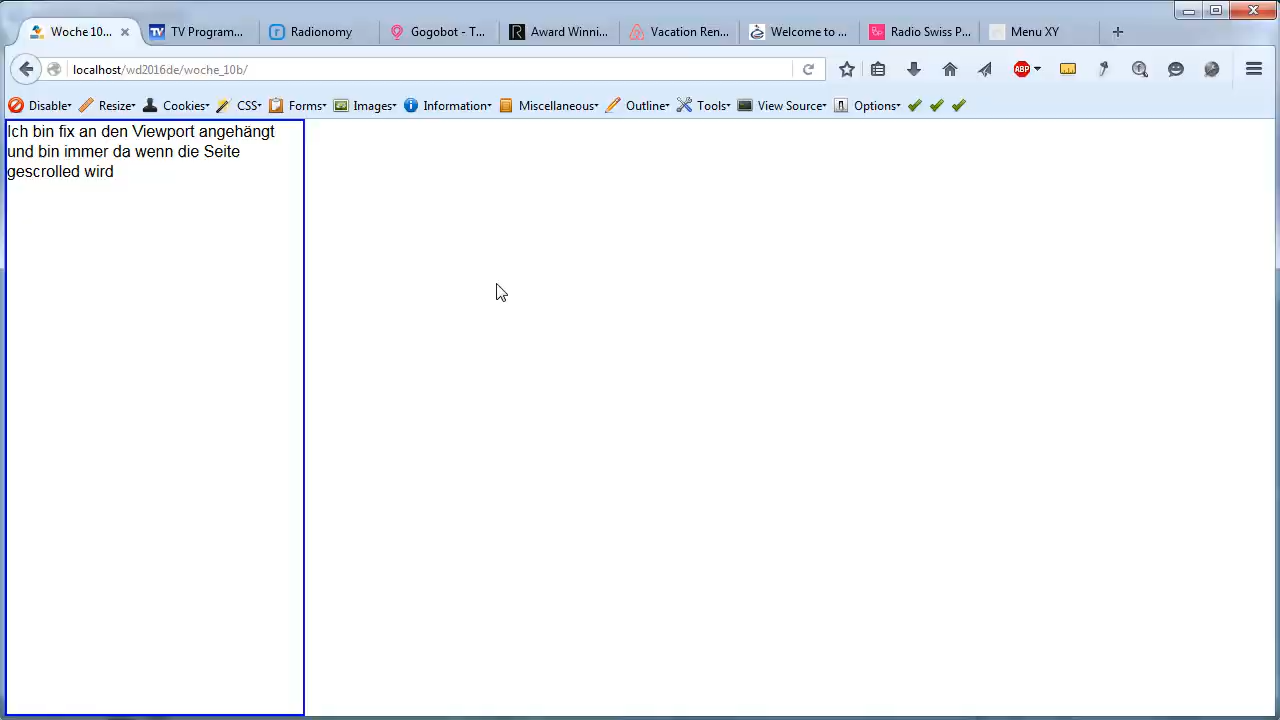 Woche 10...
TV Program...
Radionomy
Gogobot - T...
Award Winni...
Vacation Ren...
Welcome to ...
Radio Swiss P...
Menu XY
localhost/wd2016de/woche_10b/
ABP
Disable
Resize
Cookies
CSS
Forms
Images
Information
Miscellaneous
Outline
Tools
View Source
Options
Ich bin fix an den Viewport angehängt
und bin immer da wenn die Seite
gescrolled wird